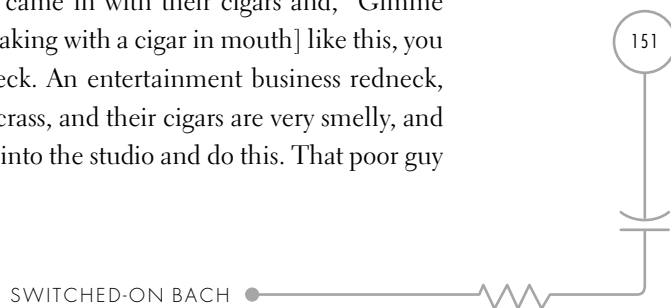 came in with their cigars and, "Gimme
aking with a cigar in mouth] like this, you
eck. An entertainment business redneck,
crass, and their cigars are very smelly, and
into the studio and do this. That poor guy
151
SWITCHED-ON BACH